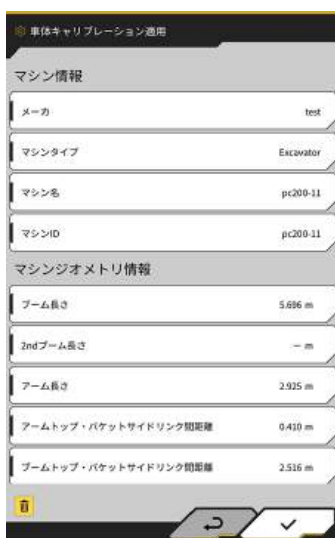 車体キャリブレーション適用
マシン情報
メーカ test
マシンタイプ Excavator
マシン名 pc200-11
マシンID pc200-11
マシンジオメトリ情報
ブーム長さ 5.696 m
2ndブーム長さ - m
アーム長さ 2.925 m
アームトップ・バケットサイドリンク間距離 0.410 m
ブームトップ・バケットサイドリンク間距離 2.516 m